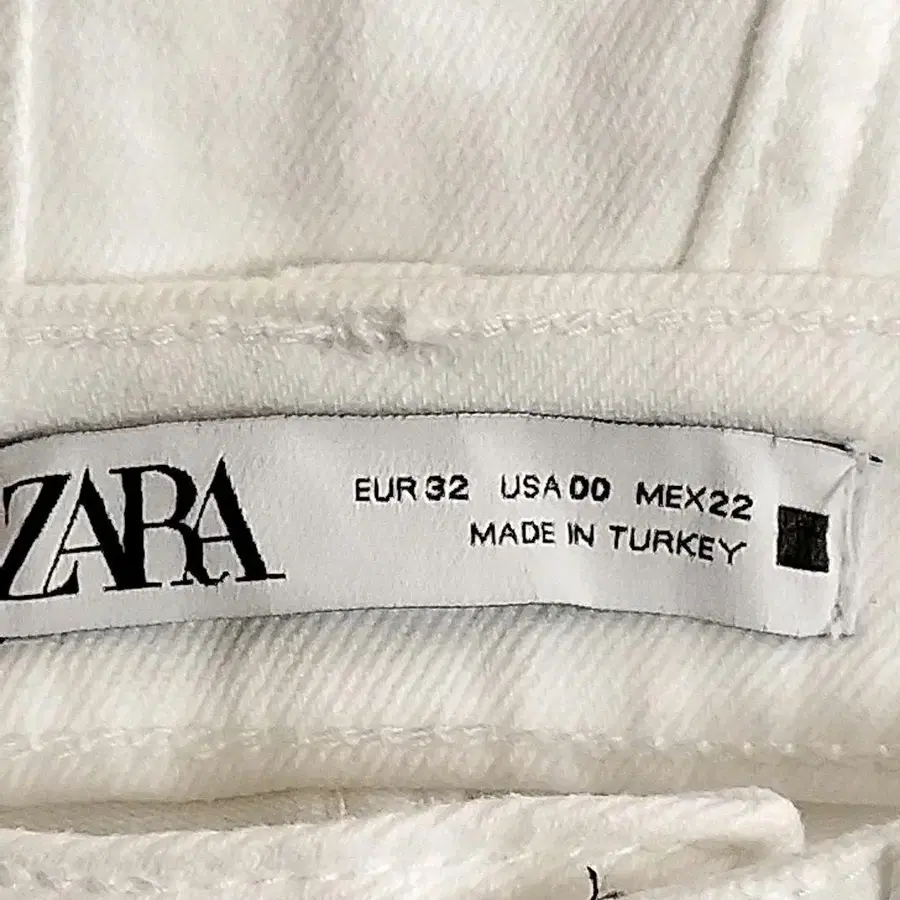 ZARA
EUR 32 USA 00 MEX 22
MADE IN TURKEY